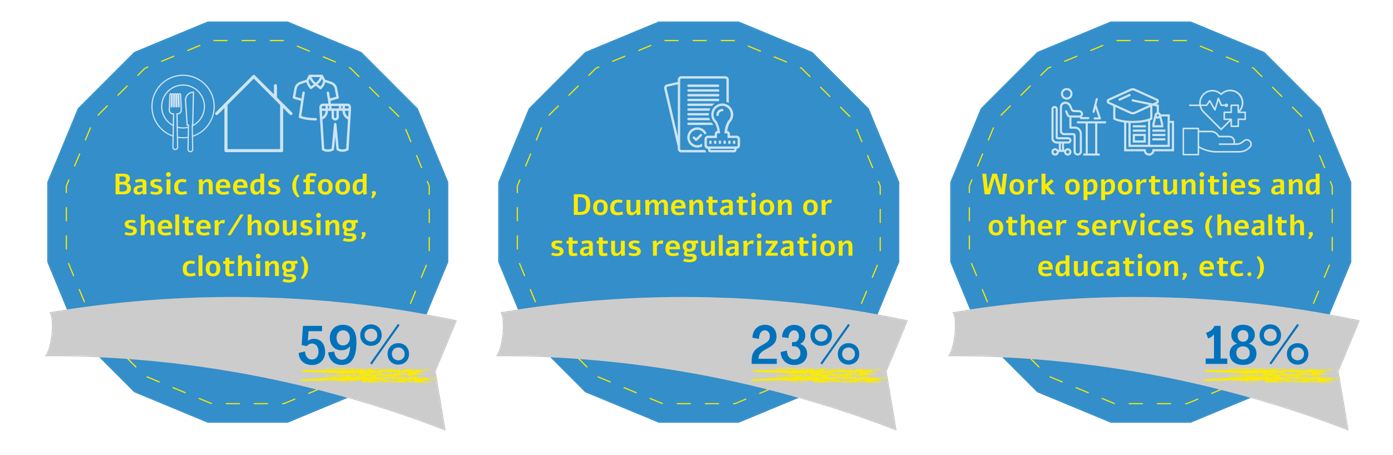 Basic needs (food,
shelter/housing,
clothing)
59%
Documentation or
status regularization
23%
Work opportunities and
other services (health,
education, etc.)
18%